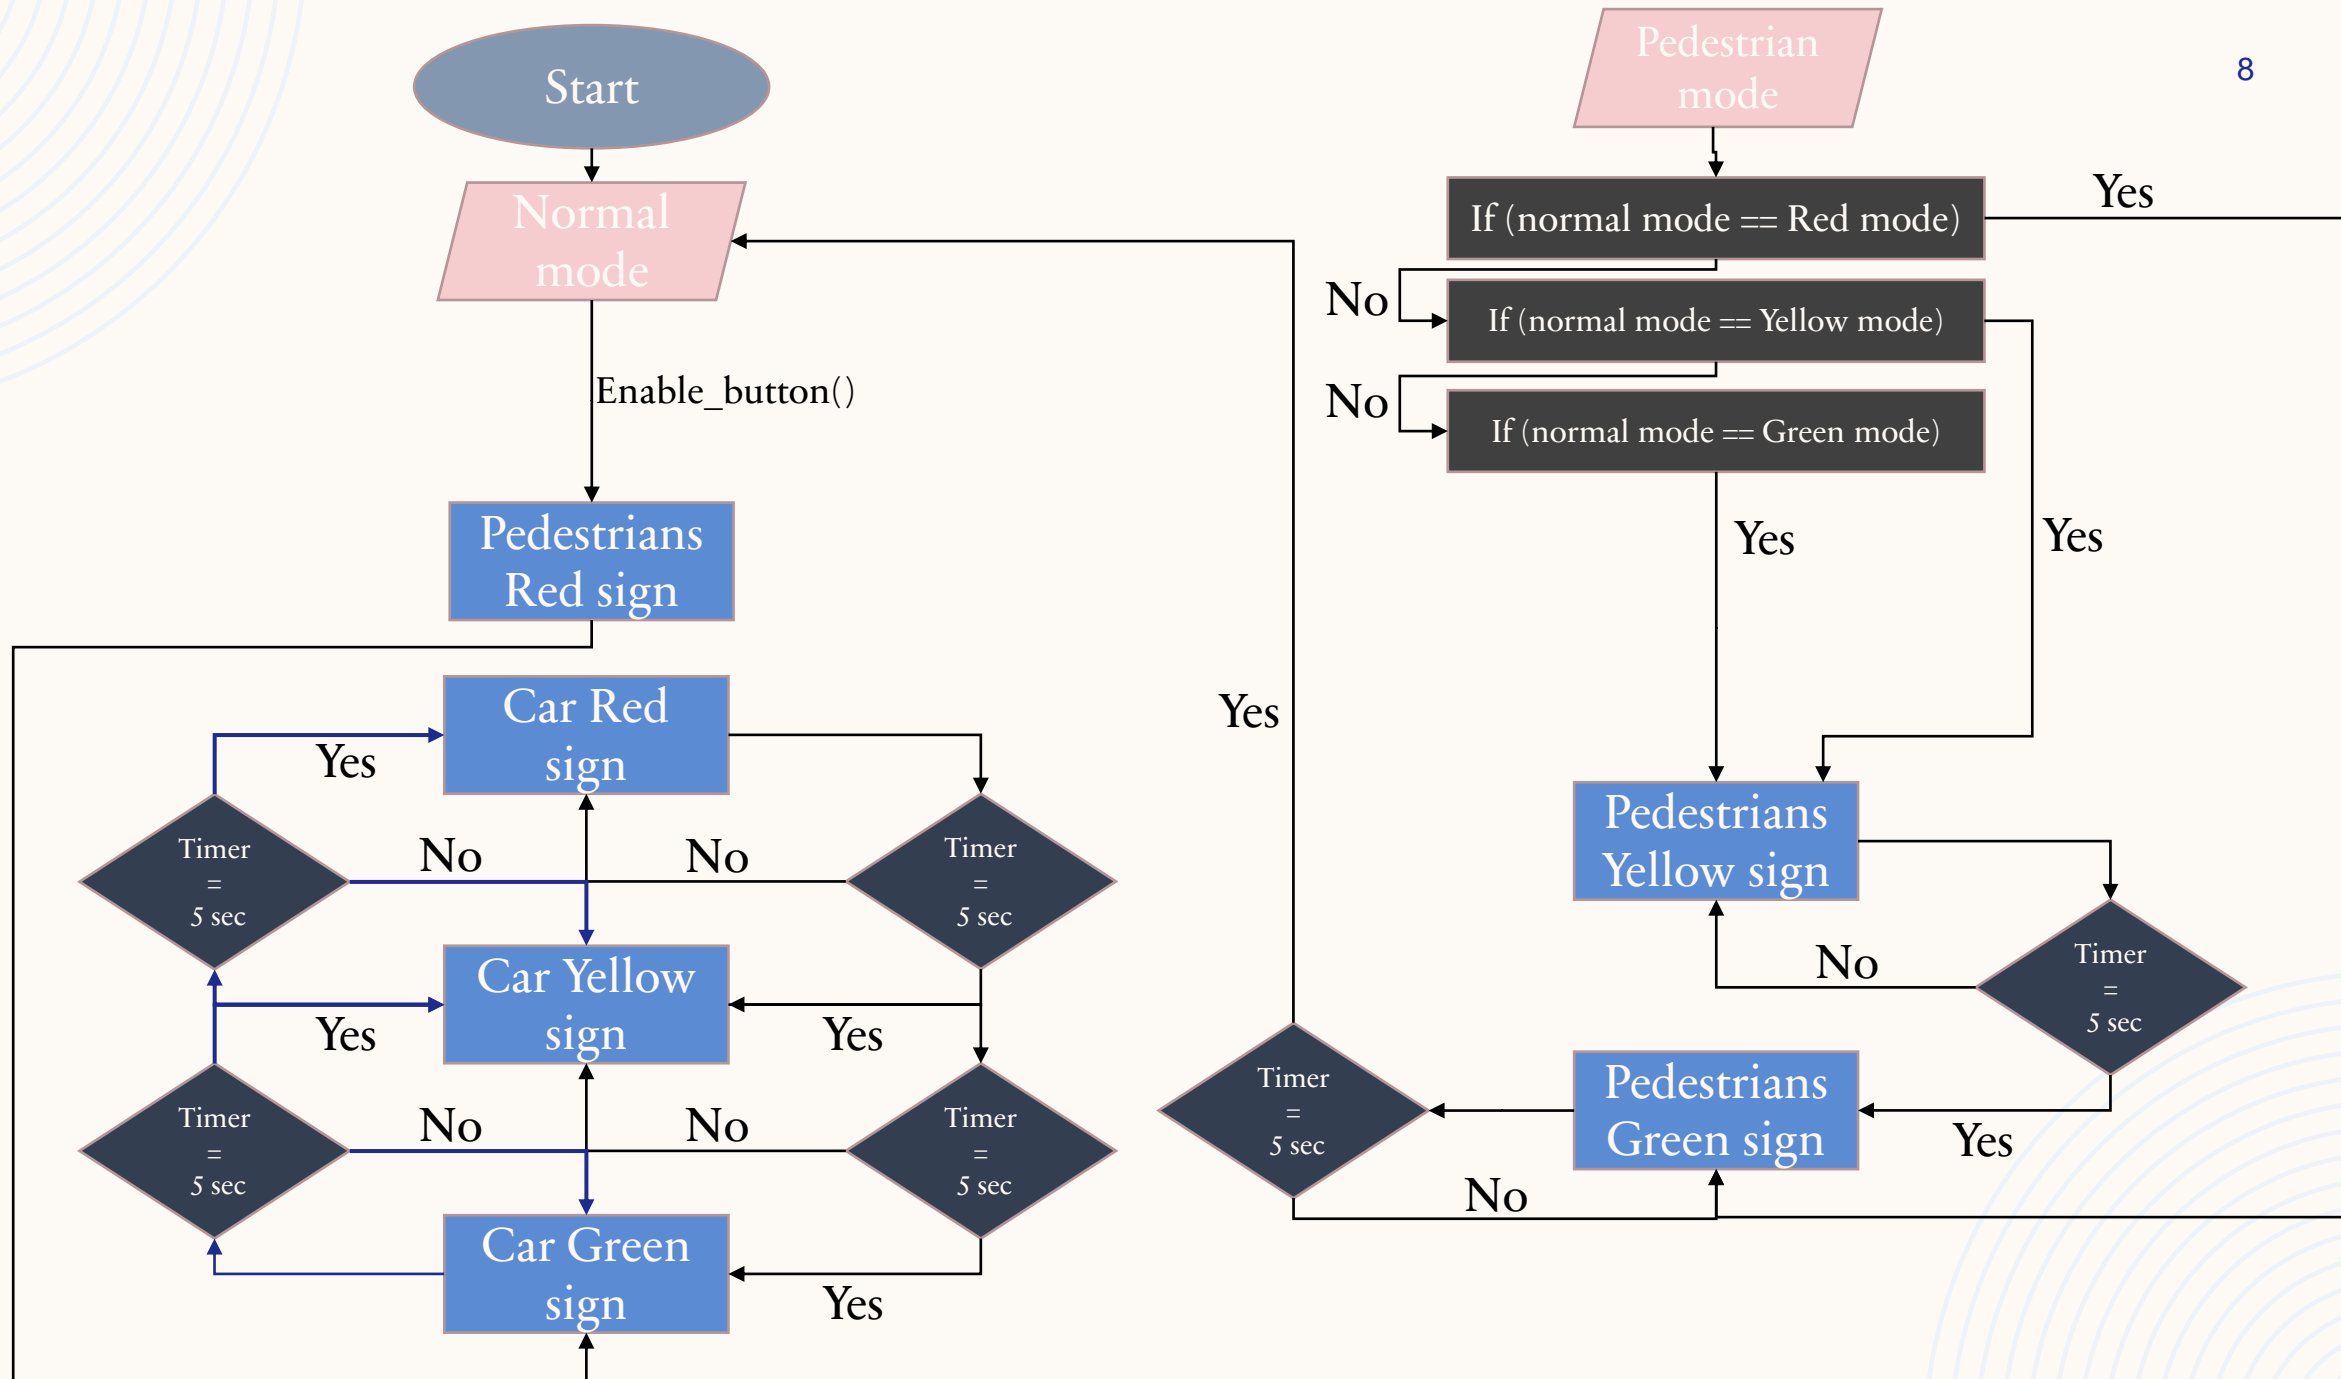 8
Start
Normal
mode
Enable_button()
Pedestrians
Red sign
Car Red
sign
Yes
Timer
=
5 sec
No
No
Timer
=
5 sec
Car Yellow
sign
Yes
Yes
Timer
=
5 sec
No
No
Timer
=
5 sec
Car Green
sign
Yes
Pedestrian
mode
If (normal mode == Red mode)
Yes
No
If (normal mode == Yellow mode)
No
If (normal mode == Green mode)
Yes
Yes
Yes
Pedestrians
Yellow sign
No
Timer
=
5 sec
Timer
=
5 sec
Pedestrians
Green sign
Yes
No